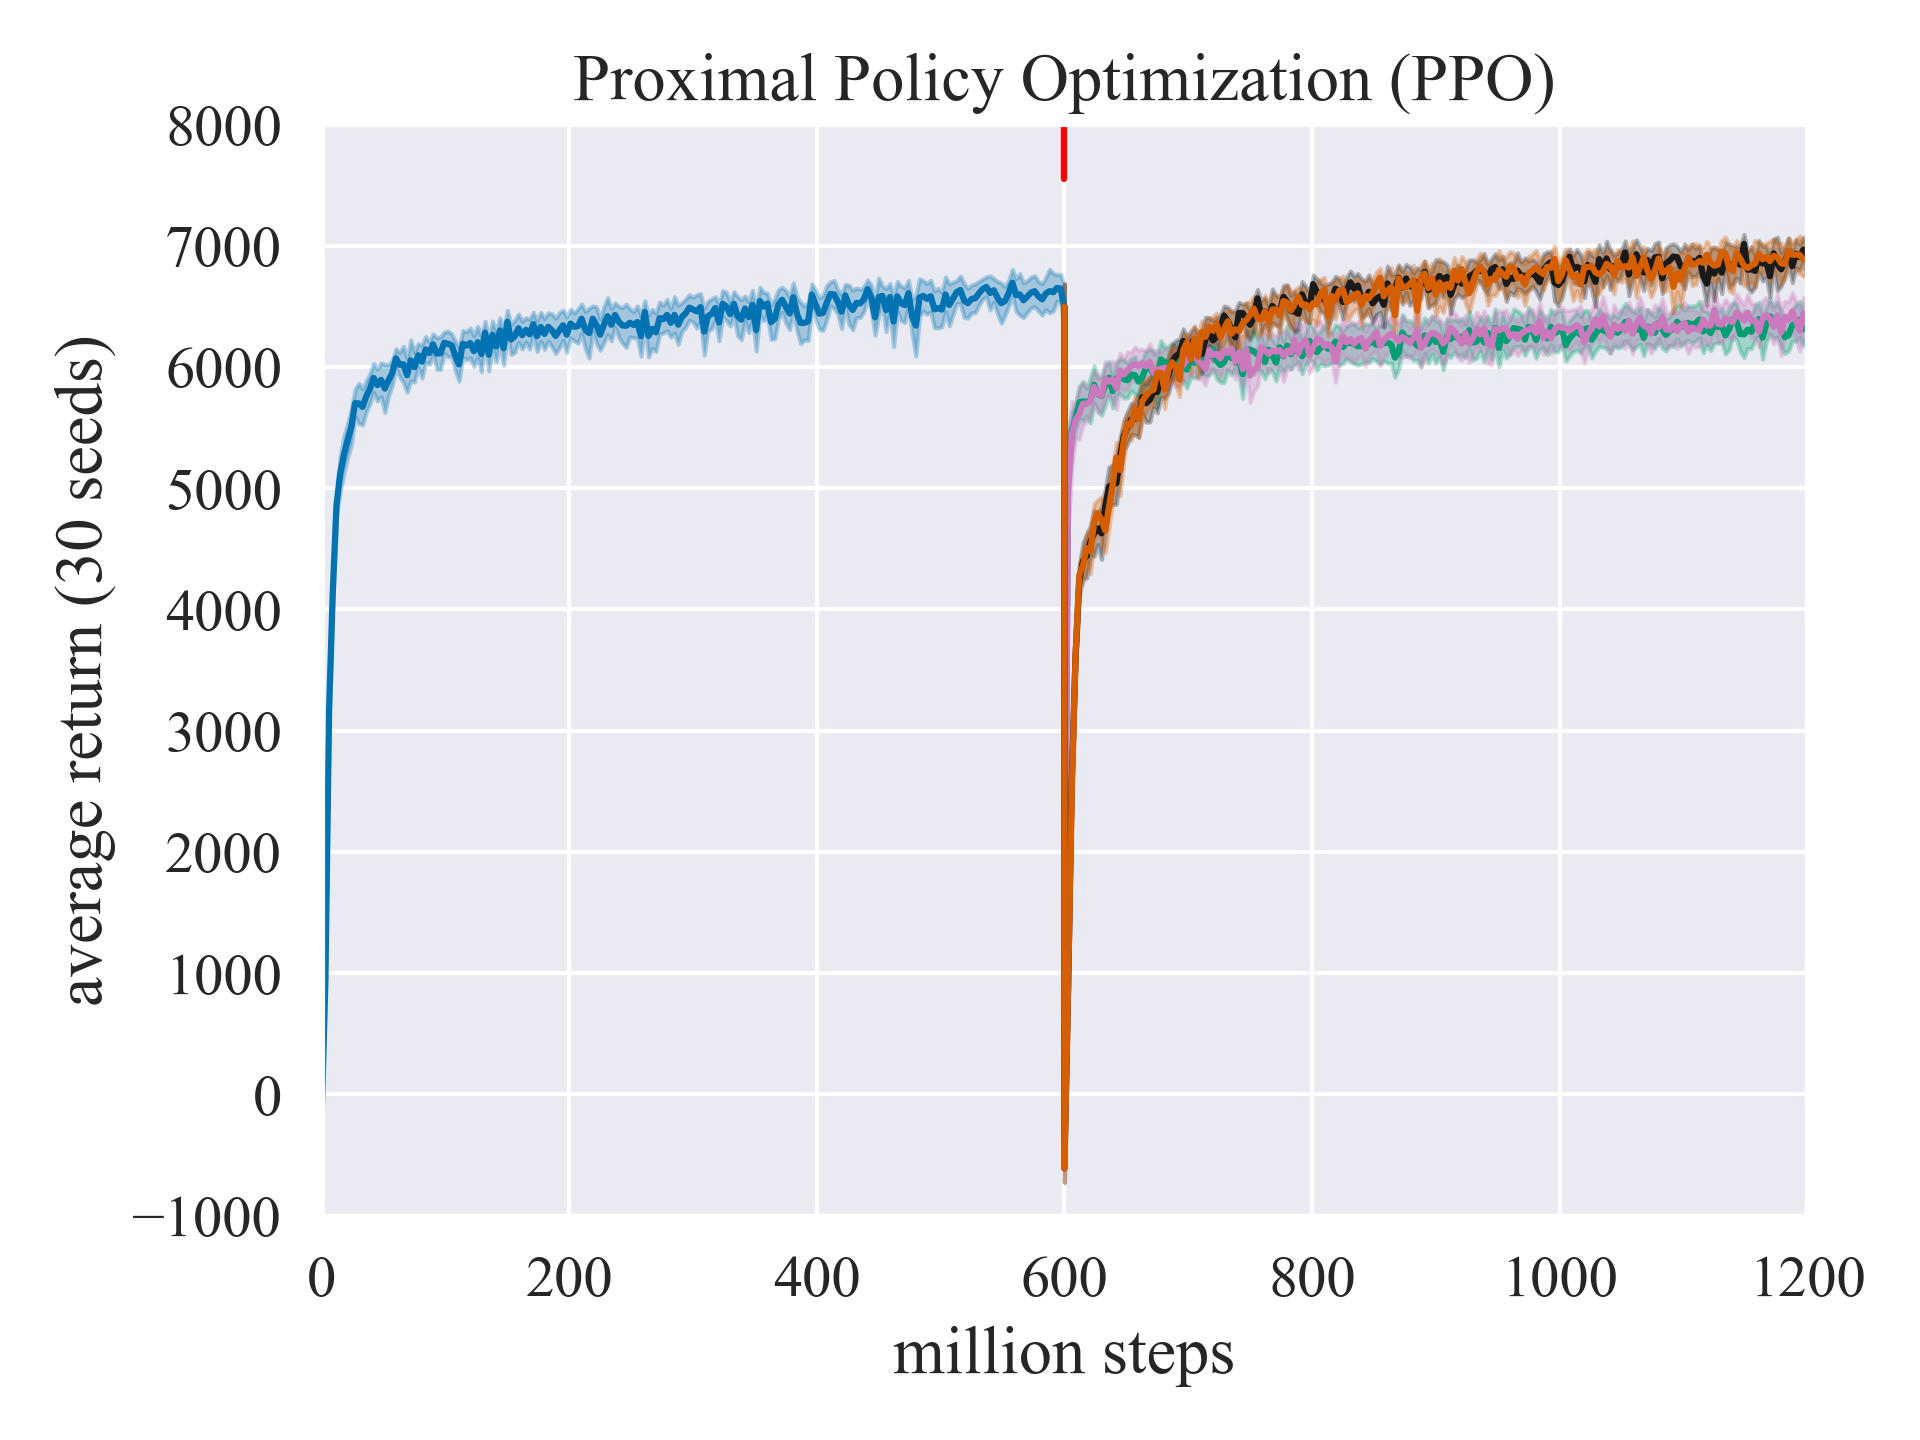 Proximal Policy Optimization (PPO)
8000
7000
6000
5000
4000
3000
2000
1000
0
−1000
average return (30 seeds)
0 200 400 600 800 1000 1200
million steps